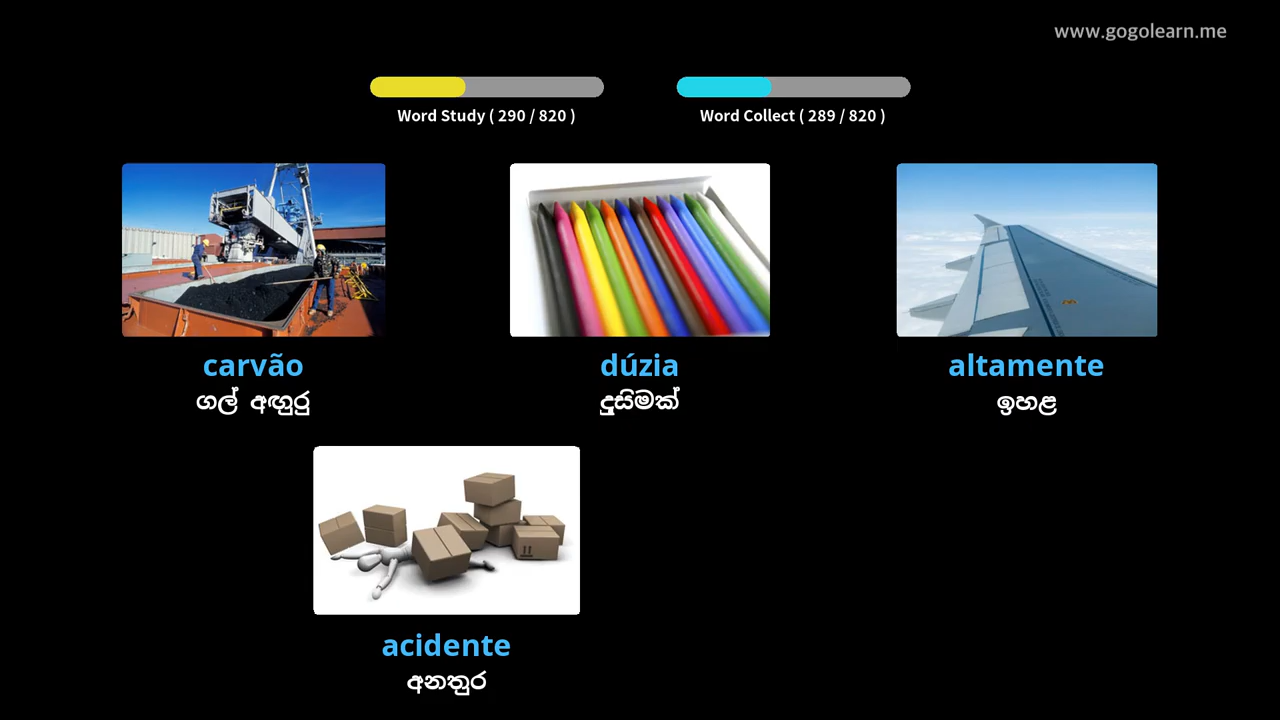 www.gogolearn.me
Word Study ( 290 / 820 )
Word Collect ( 289 / 820 )
carvão
ගල් අඟුරු
dúzia
දුසිමක්
altamente
ඉහළ
acidente
අනතුර